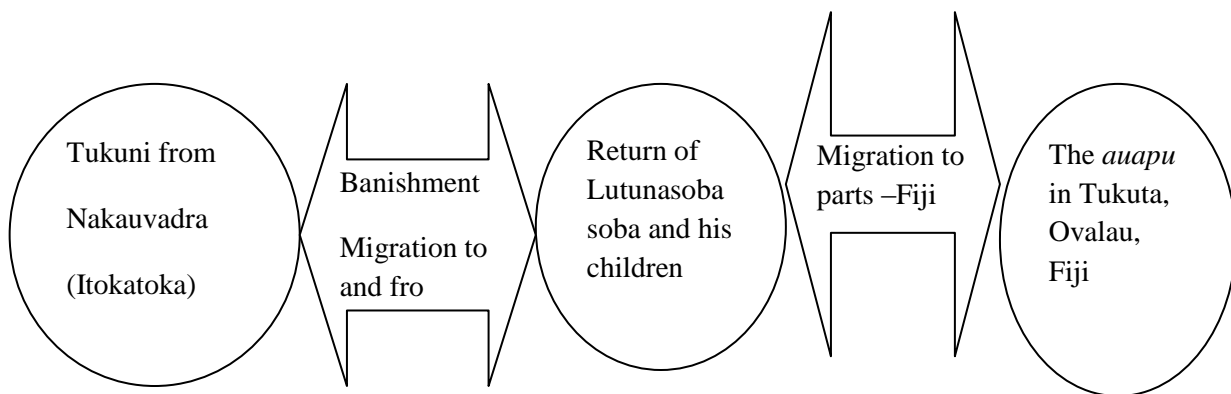 Tukuni from
Nakauvadra
(Itokatoka)
Banishment
Migration to
and fro
Return of
Lutunasoba
soba and his
children
Migration to
parts –Fiji
The auapu
in Tukuta,
Ovalau,
Fiji